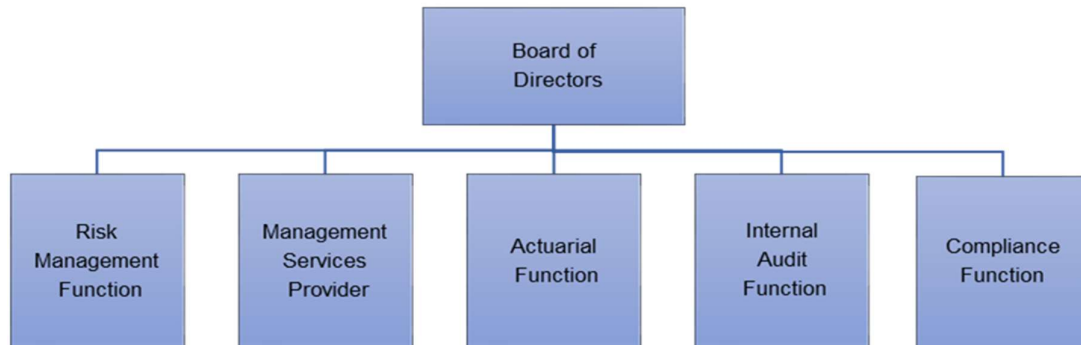 Board of
Directors
Risk
Management
Function
Management
Services
Provider
Actuarial
Function
Internal
Audit
Function
Compliance
Function